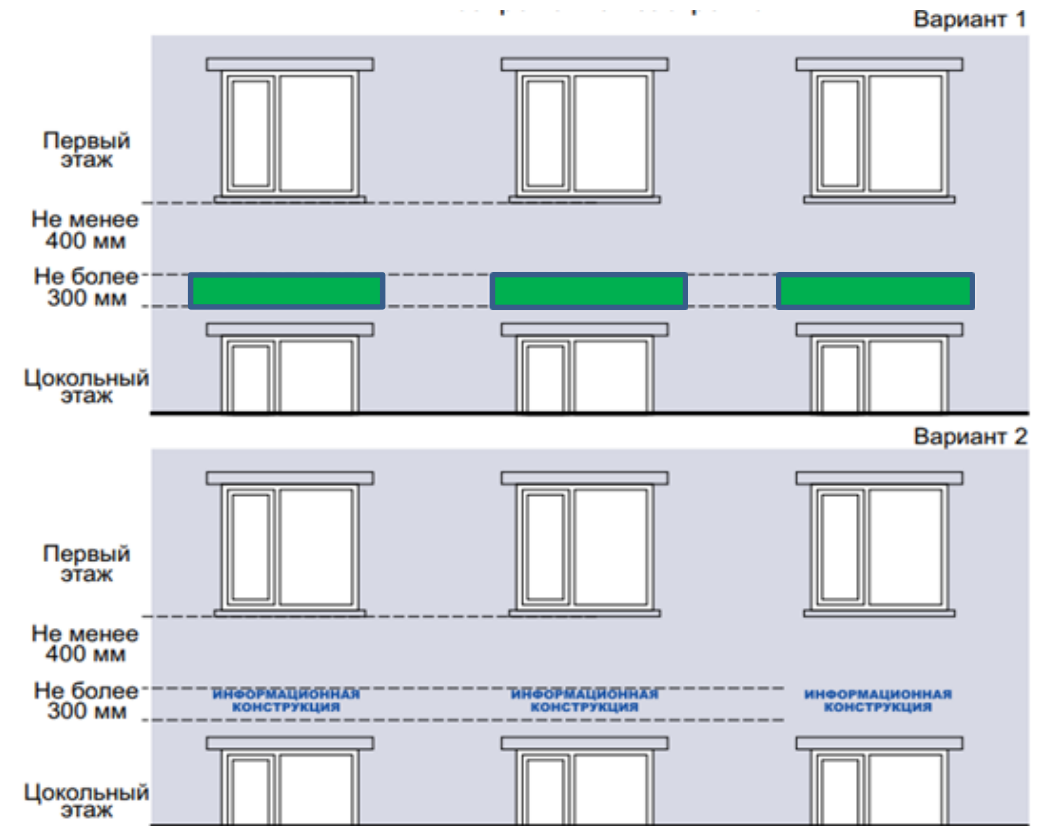 Вариант 1
Первый
этаж
Не менее
400 мм
Не более
300 мм
Цокольный
этаж
Вариант 2
Первый
этаж
Не менее
400 мм
Не более
300 мм
ИНФОРМАЦИОННАЯ
КОНСТРУКЦИЯ
ИНФОРМАЦИОННАЯ
КОНСТРУКЦИЯ
ИНФОРМАЦИОННАЯ
КОНСТРУКЦИЯ
Цокольный
этаж